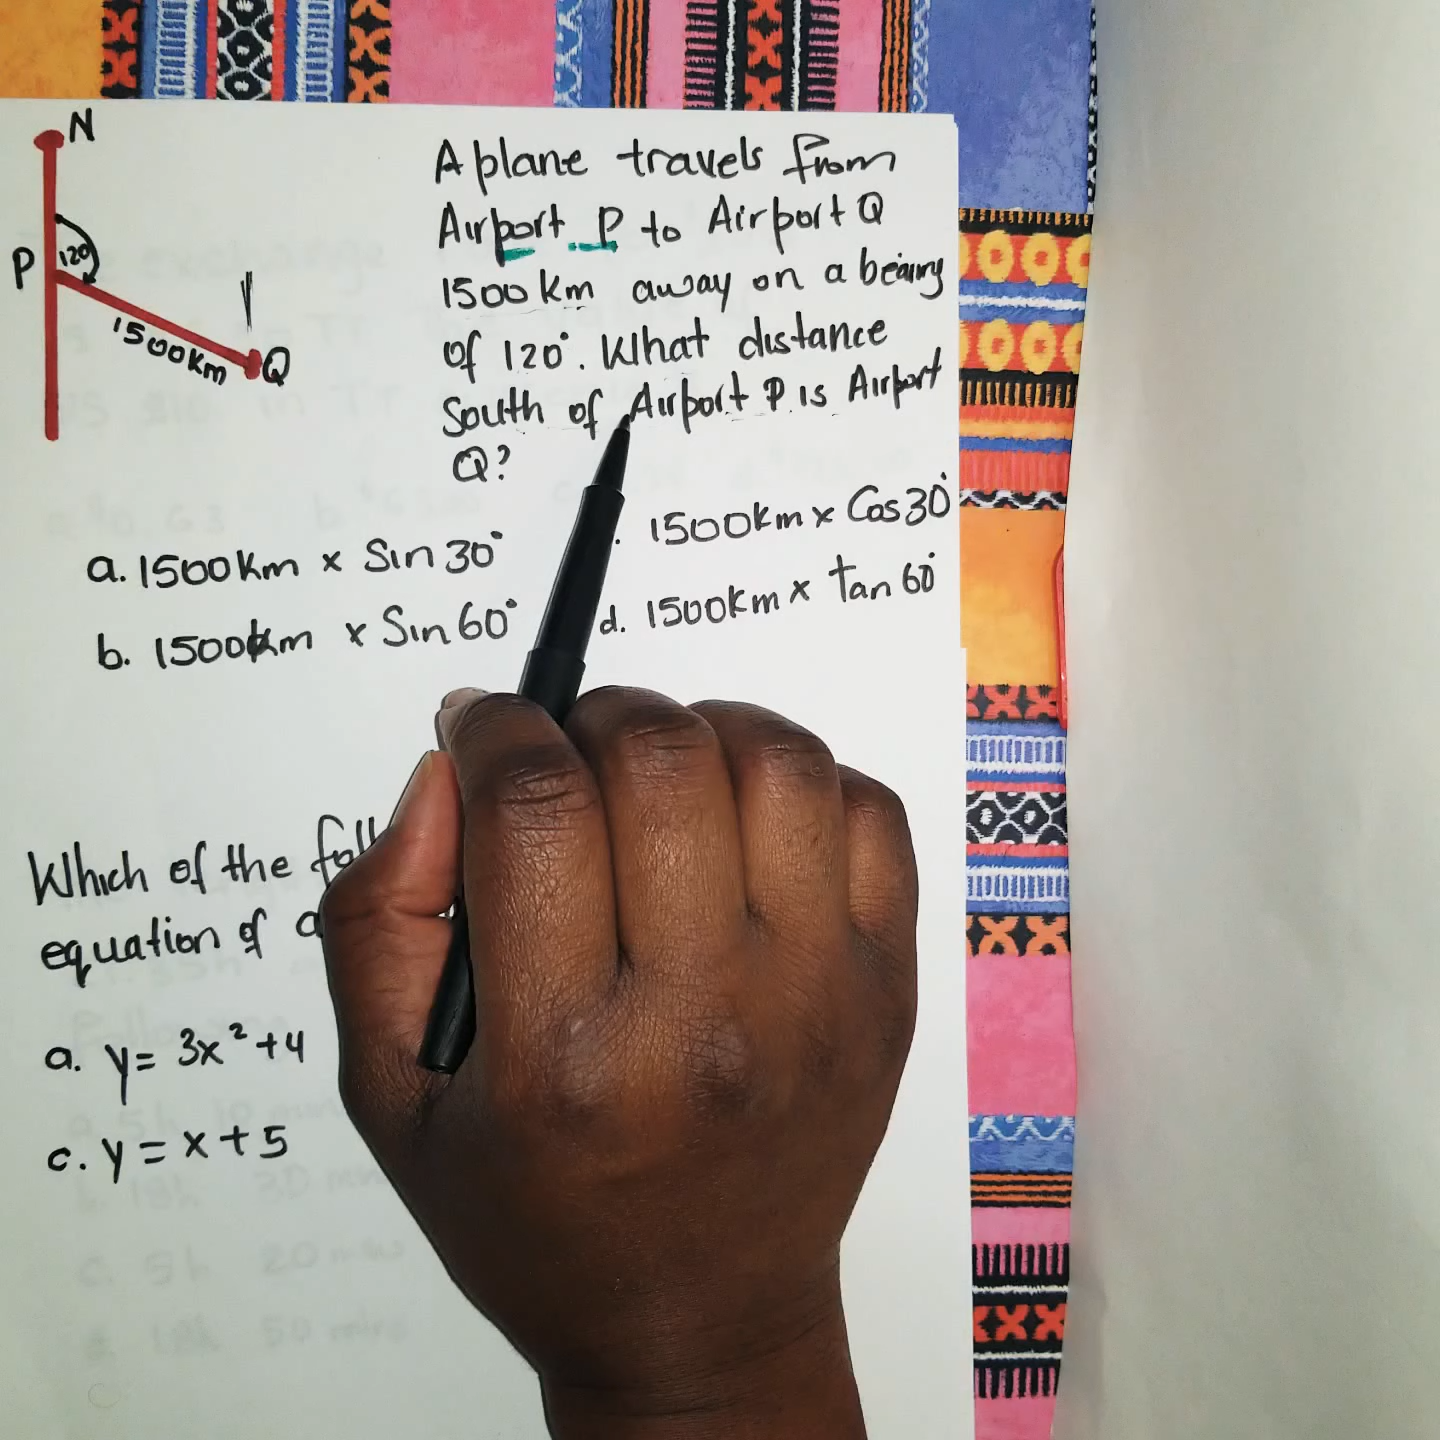 N
P
120
1500km
Q
A plane travels from
Airport P to Airport Q
1500 km away on a
of 120°. What distance
South of Airport P is Airport
Q?
a. 1500km x Sin 30°
. 1500km x Cos 30°
b. 1500km x Sin 60°
d. 1500km x tan 60°
Which of the
equation of
a. y = 3x² + 4
c. y = x + 5